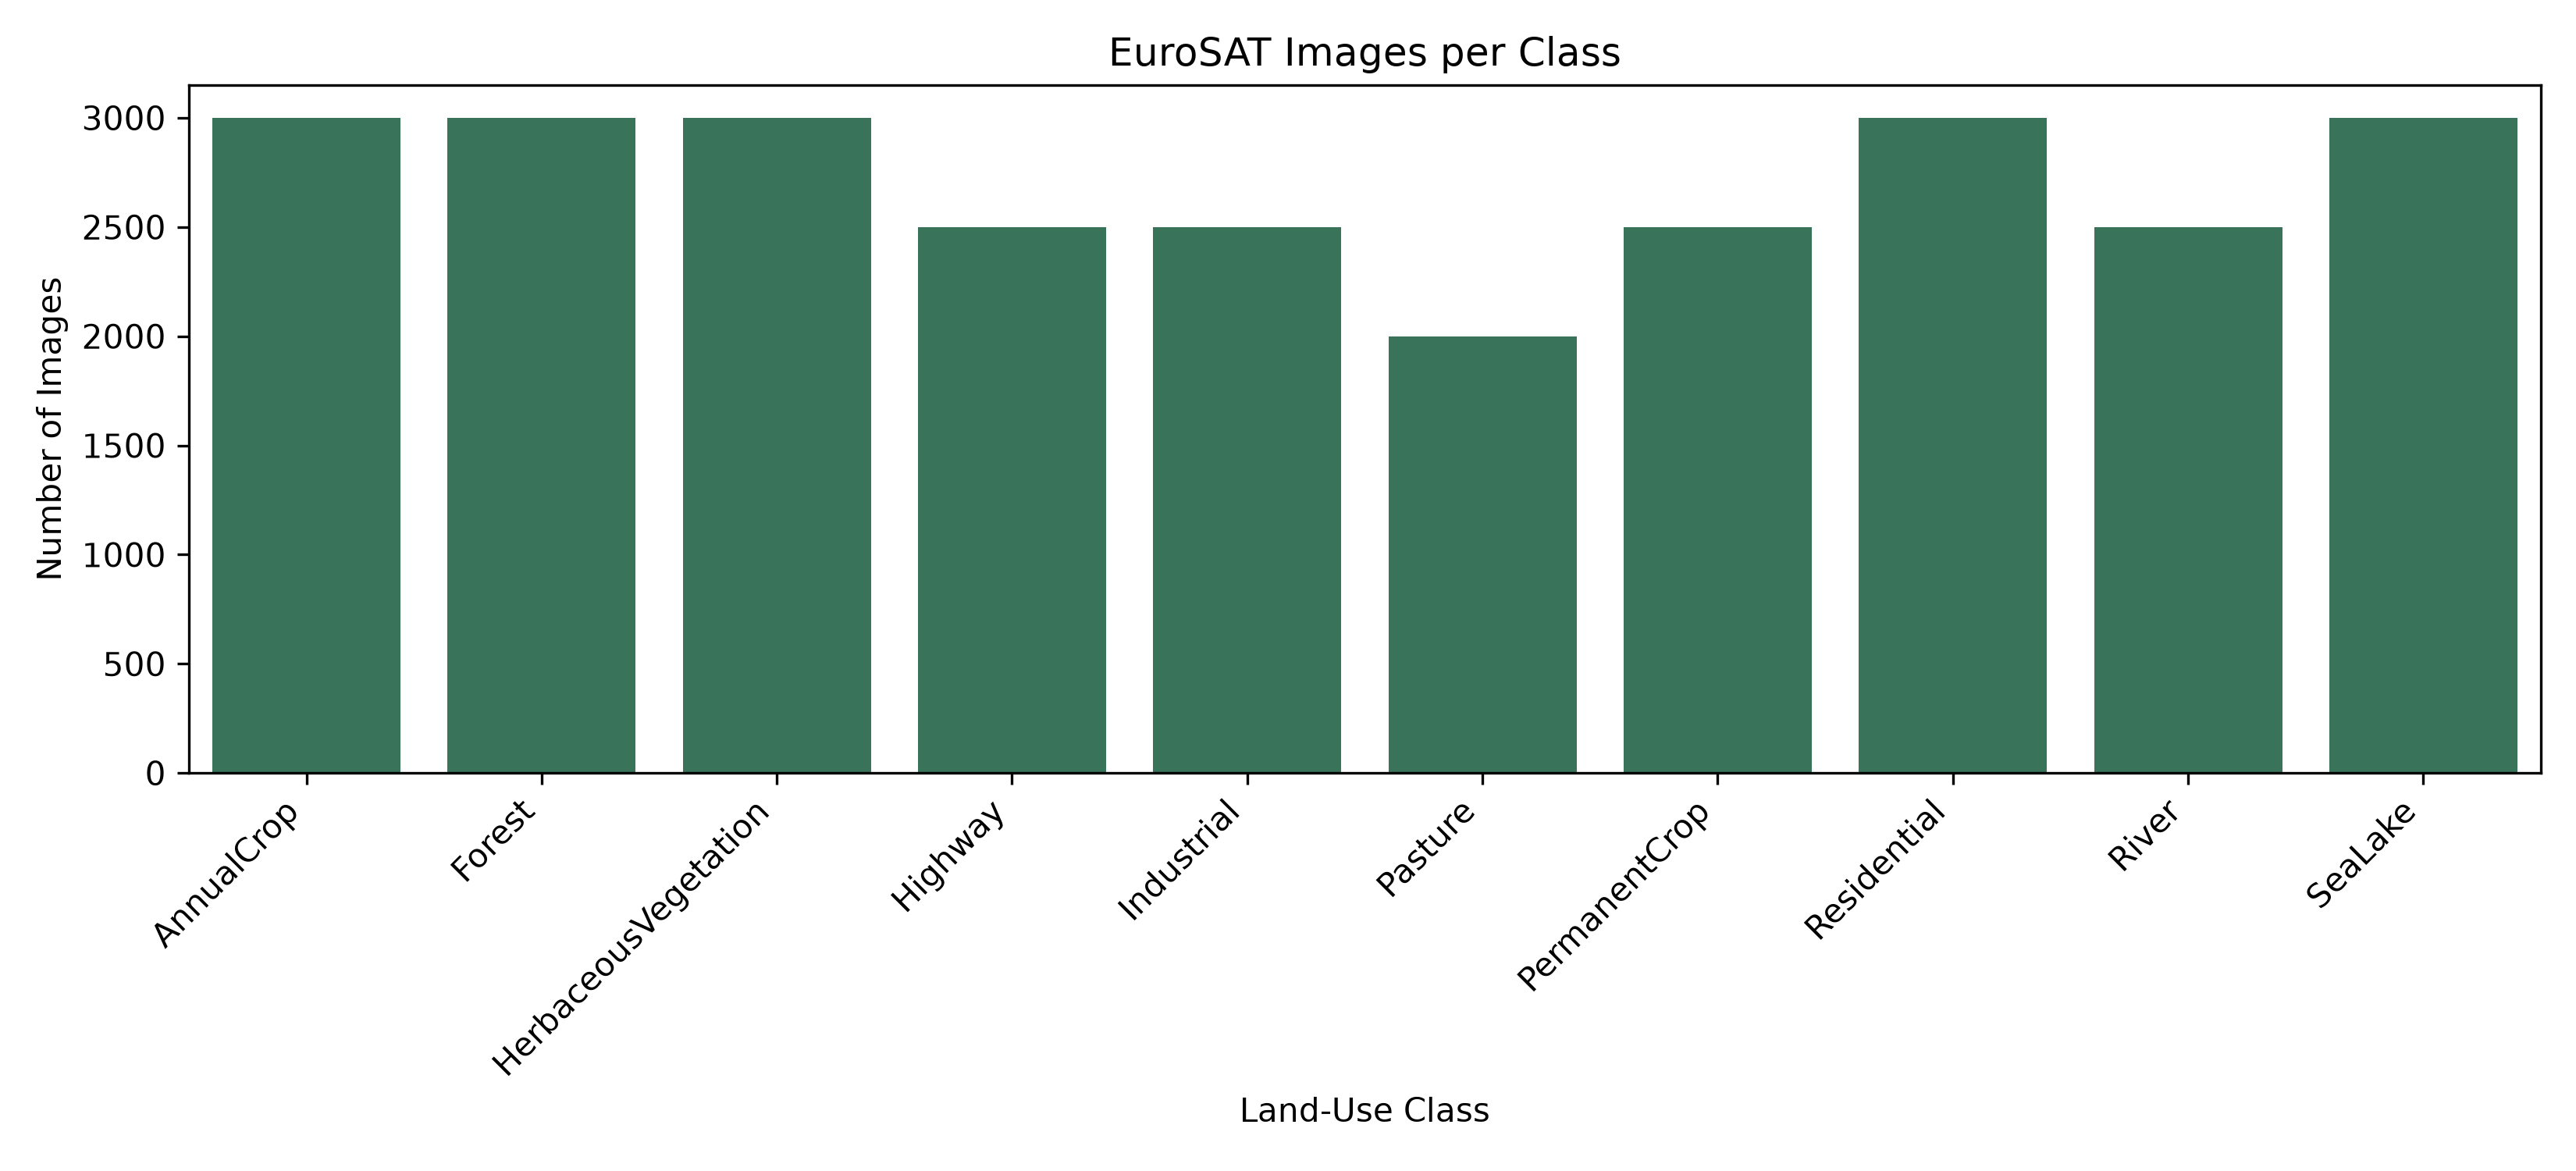 EuroSAT Images per Class
Number of Images
3000
2500
2000
1500
1000
500
0
AnnualCrop
Forest
HerbaceousVegetation
Highway
Industrial
Pasture
PermanentCrop
Residential
River
SeaLake
Land-Use Class